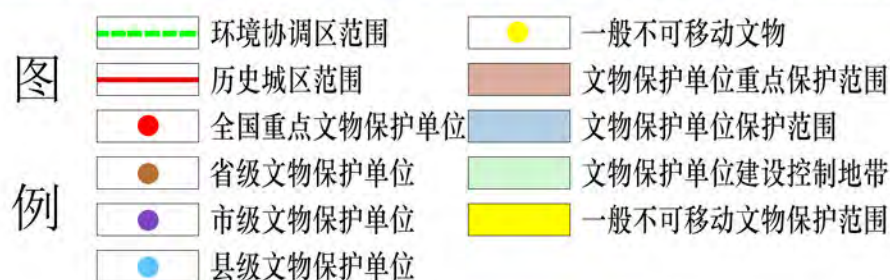 图例
环境协调区范围
历史城区范围
全国重点文物保护单位
省级文物保护单位
市级文物保护单位
县级文物保护单位
一般不可移动文物
文物保护单位重点保护范围
文物保护单位保护范围
文物保护单位建设控制地带
一般不可移动文物保护范围